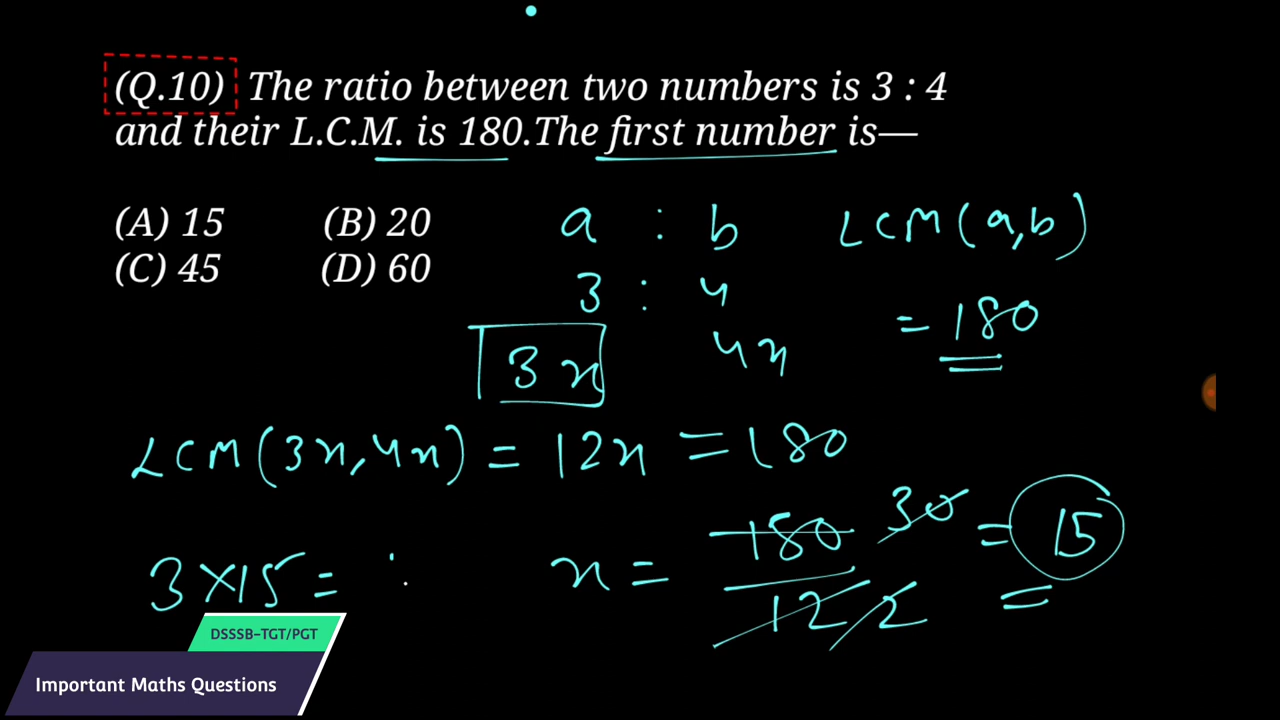 (Q.10) The ratio between two numbers is 3 : 4
and their L.C.M. is 180.The first number is—
(A) 15 (B) 20
(C) 45 (D) 60
a : b LCM(a,b)
3 : 4
= 180
3x 4x
LCM(3x,4x) = 12x = 180
3×15 =
x = 180 30 = 15
12 2 =
DSSSB-TGT/PGT
Important Maths Questions